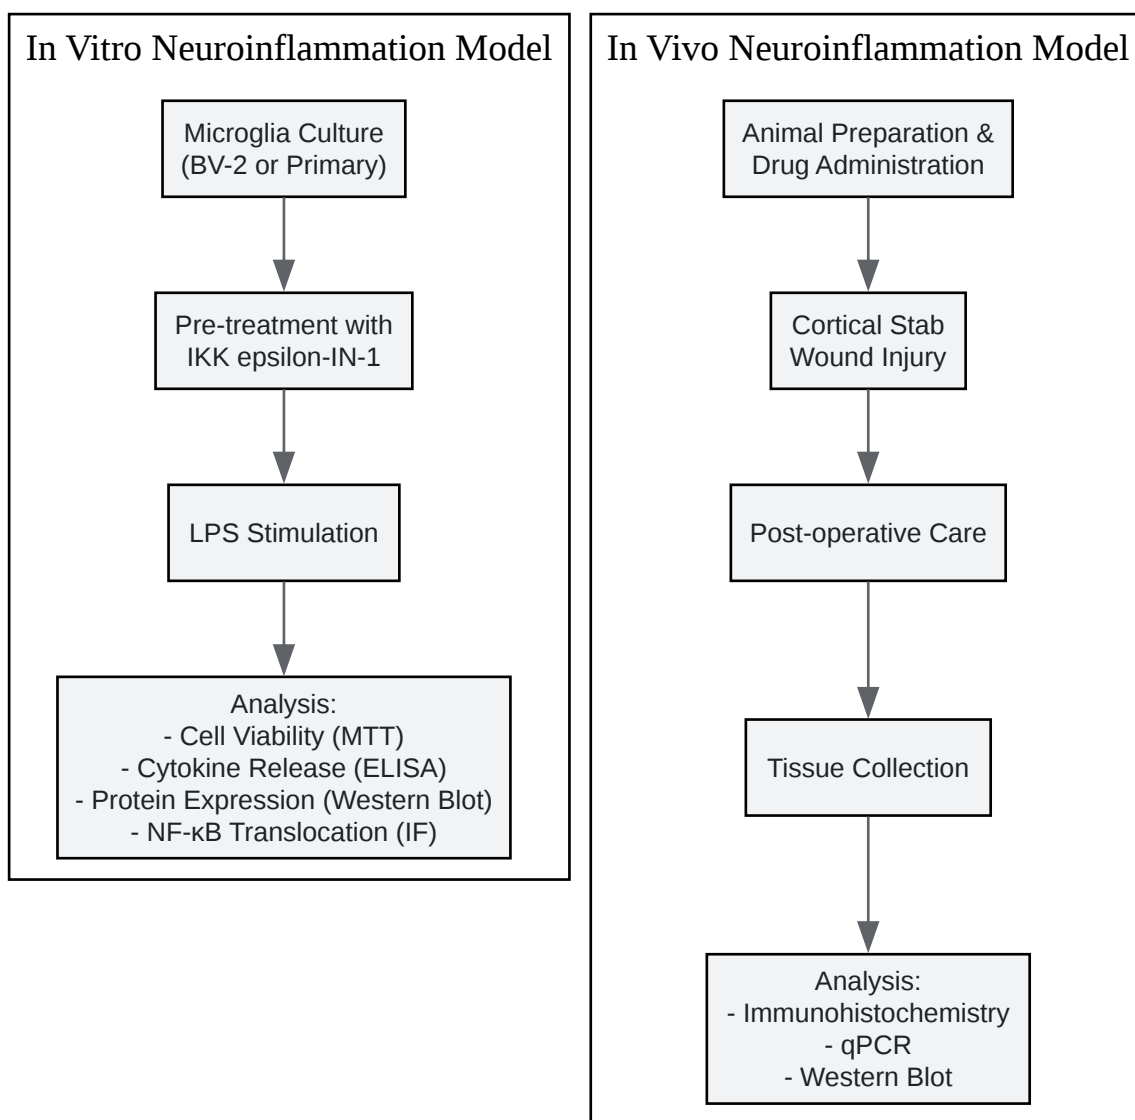 In Vitro Neuroinflammation Model
Microglia Culture
(BV-2 or Primary)
Pre-treatment with
IKK epsilon-IN-1
LPS Stimulation
Analysis:
- Cell Viability (MTT)
- Cytokine Release (ELISA)
- Protein Expression (Western Blot)
- NF-κB Translocation (IF)
In Vivo Neuroinflammation Model
Animal Preparation &
Drug Administration
Cortical Stab
Wound Injury
Post-operative Care
Tissue Collection
Analysis:
- Immunohistochemistry
- qPCR
- Western Blot